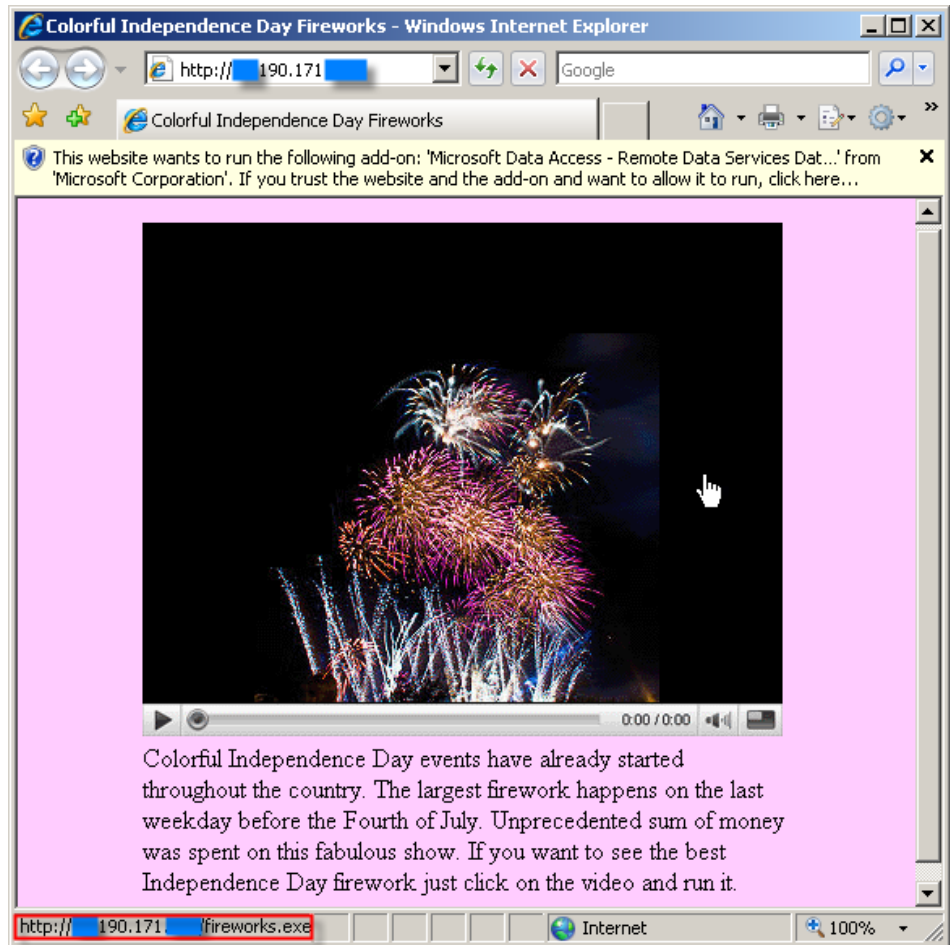 Colorful Independence Day Fireworks - Windows Internet Explorer
http:// 190.171
Google
Colorful Independence Day Fireworks
This website wants to run the following add-on: 'Microsoft Data Access - Remote Data Services Dat...' from
'Microsoft Corporation'. If you trust the website and the add-on and want to allow it to run, click here...
0:00 / 0:00
Colorful Independence Day events have already started
throughout the country. The largest firework happens on the last
weekday before the Fourth of July. Unprecedented sum of money
was spent on this fabulous show. If you want to see the best
Independence Day firework just click on the video and run it.
http:// 190.171. /fireworks.exe
Internet
100%